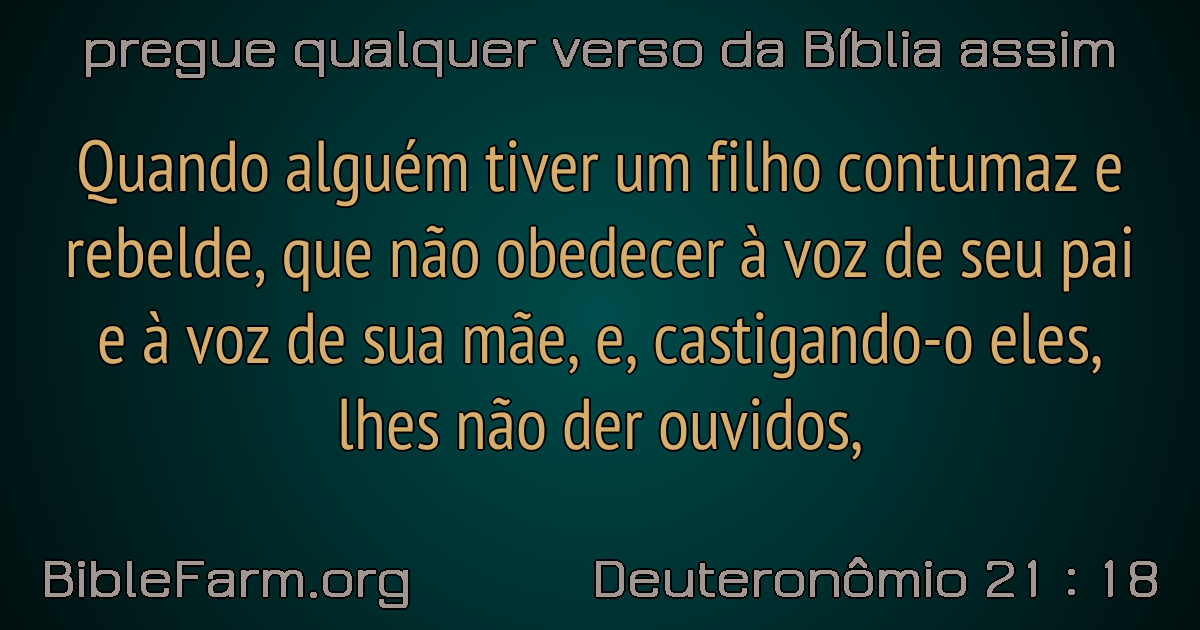 pregue qualquer verso da Bíblia assim
Quando alguém tiver um filho contumaz e
rebelde, que não obedecer à voz de seu pai
e à voz de sua mãe, e, castigando-o eles,
lhes não der ouvidos,
BibleFarm.org
Deuteronômio 21 : 18